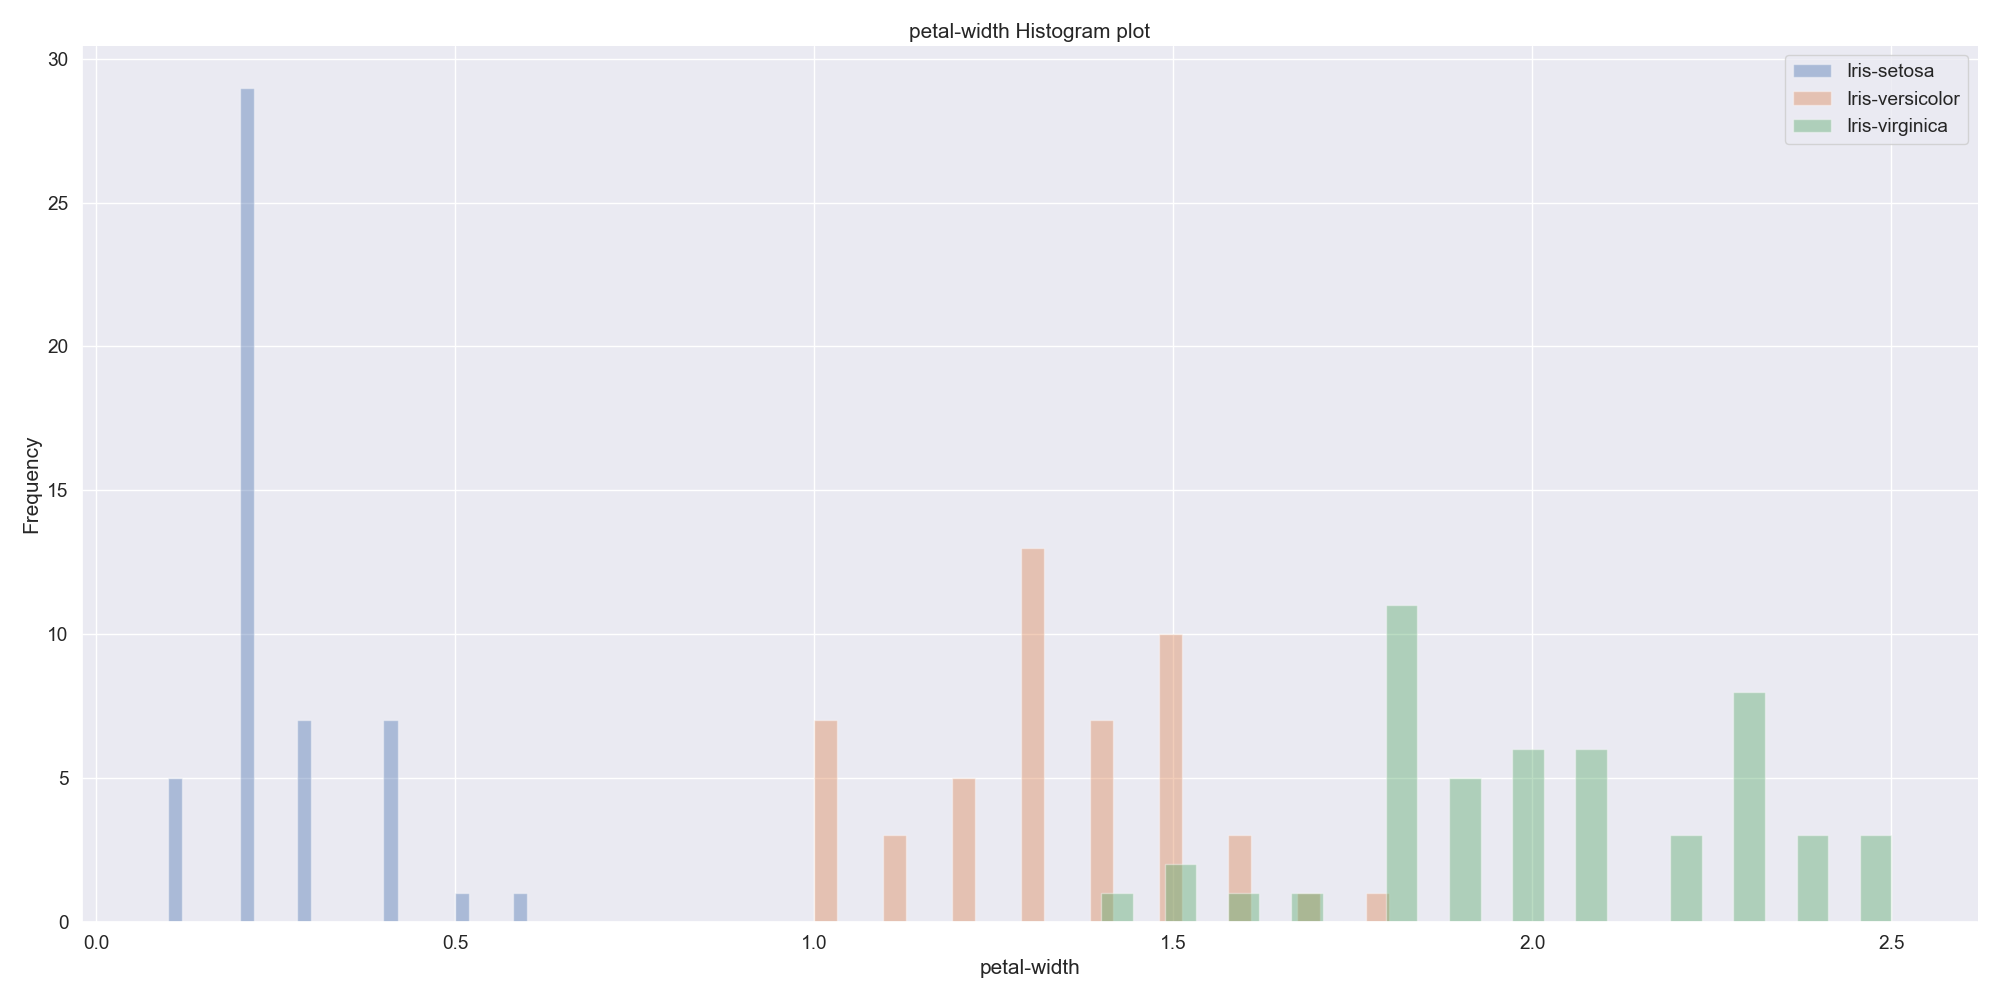 petal-width Histogram plot
Iris-setosa
Iris-versicolor
Iris-virginica
30
25
20
15
10
5
0
Frequency
0.0 0.5 1.0 1.5 2.0 2.5
petal-width